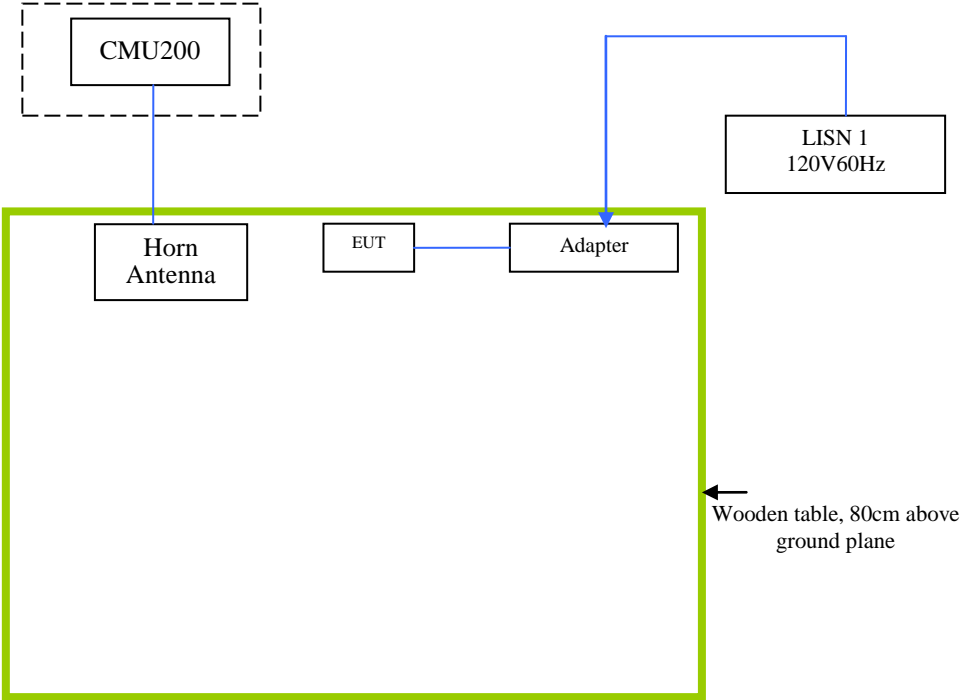 CMU200
LISN 1
120V60Hz
Horn
Antenna
EUT
Adapter
Wooden table, 80cm above
ground plane